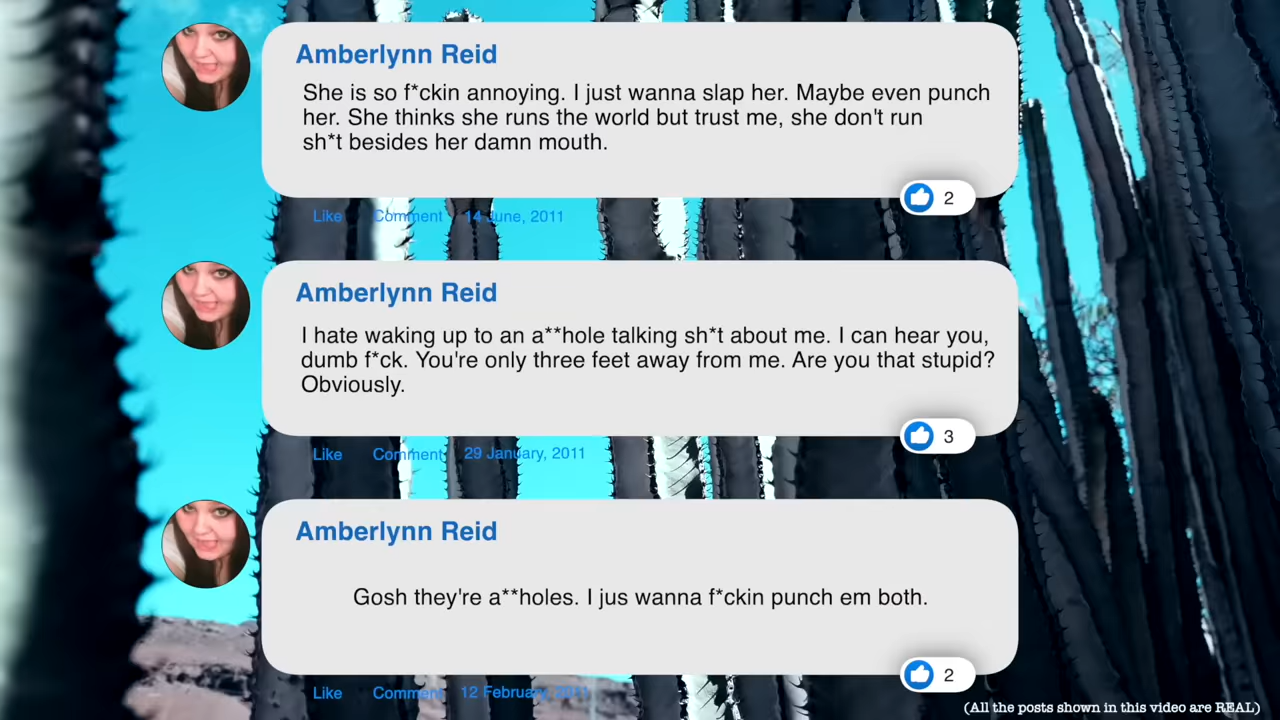 Amberlynn Reid
She is so f*ckin annoying. I just wanna slap her. Maybe even punch
her. She thinks she runs the world but trust me, she don't run
sh*t besides her damn mouth.
2
Like Comment 14 June, 2011
Amberlynn Reid
I hate waking up to an a**hole talking sh*t about me. I can hear you,
dumb f*ck. You're only three feet away from me. Are you that stupid?
Obviously.
3
Like Comment 29 January, 2011
Amberlynn Reid
Gosh they're a**holes. I jus wanna f*ckin punch em both.
2
Like Comment 12 February, 2011
(All the posts shown in this video are REAL)